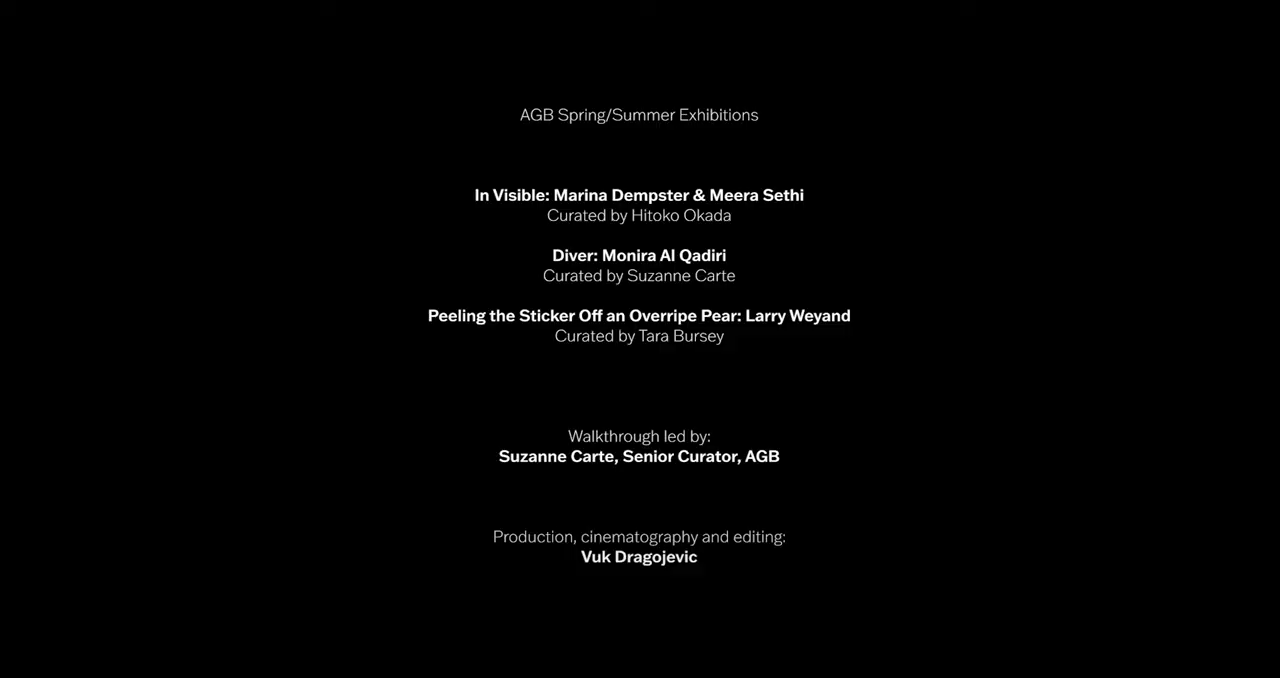 AGB Spring/Summer Exhibitions
In Visible: Marina Dempster & Meera Sethi
Curated by Hitoko Okada
Diver: Monira Al Qadiri
Curated by Suzanne Carte
Peeling the Sticker Off an Overripe Pear: Larry Weyand
Curated by Tara Bursey
Walkthrough led by:
Suzanne Carte, Senior Curator, AGB
Production, cinematography and editing:
Vuk Dragojevic